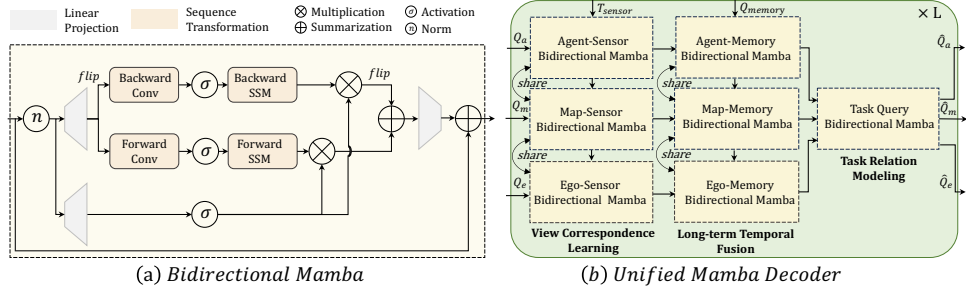 Linear
Projection
Sequence
Transformation
Multiplication
Summarization
σ Activation
n Norm
flip
Backward
Conv
σ
Backward
SSM
flip
n
Forward
Conv
σ
Forward
SSM
σ
(a) Bidirectional Mamba
T_sensor
Q_memory
× L
Q_a
Agent-Sensor
Bidirectional Mamba
Agent-Memory
Bidirectional Mamba
Q̂_a
share
share
Q_m
Map-Sensor
Bidirectional Mamba
Map-Memory
Bidirectional Mamba
Task Query
Bidirectional Mamba
Q̂_m
share
share
Task Relation
Modeling
Q_e
Ego-Sensor
Bidirectional Mamba
Ego-Memory
Bidirectional Mamba
Q̂_e
View Correspondence
Learning
Long-term Temporal
Fusion
(b) Unified Mamba Decoder